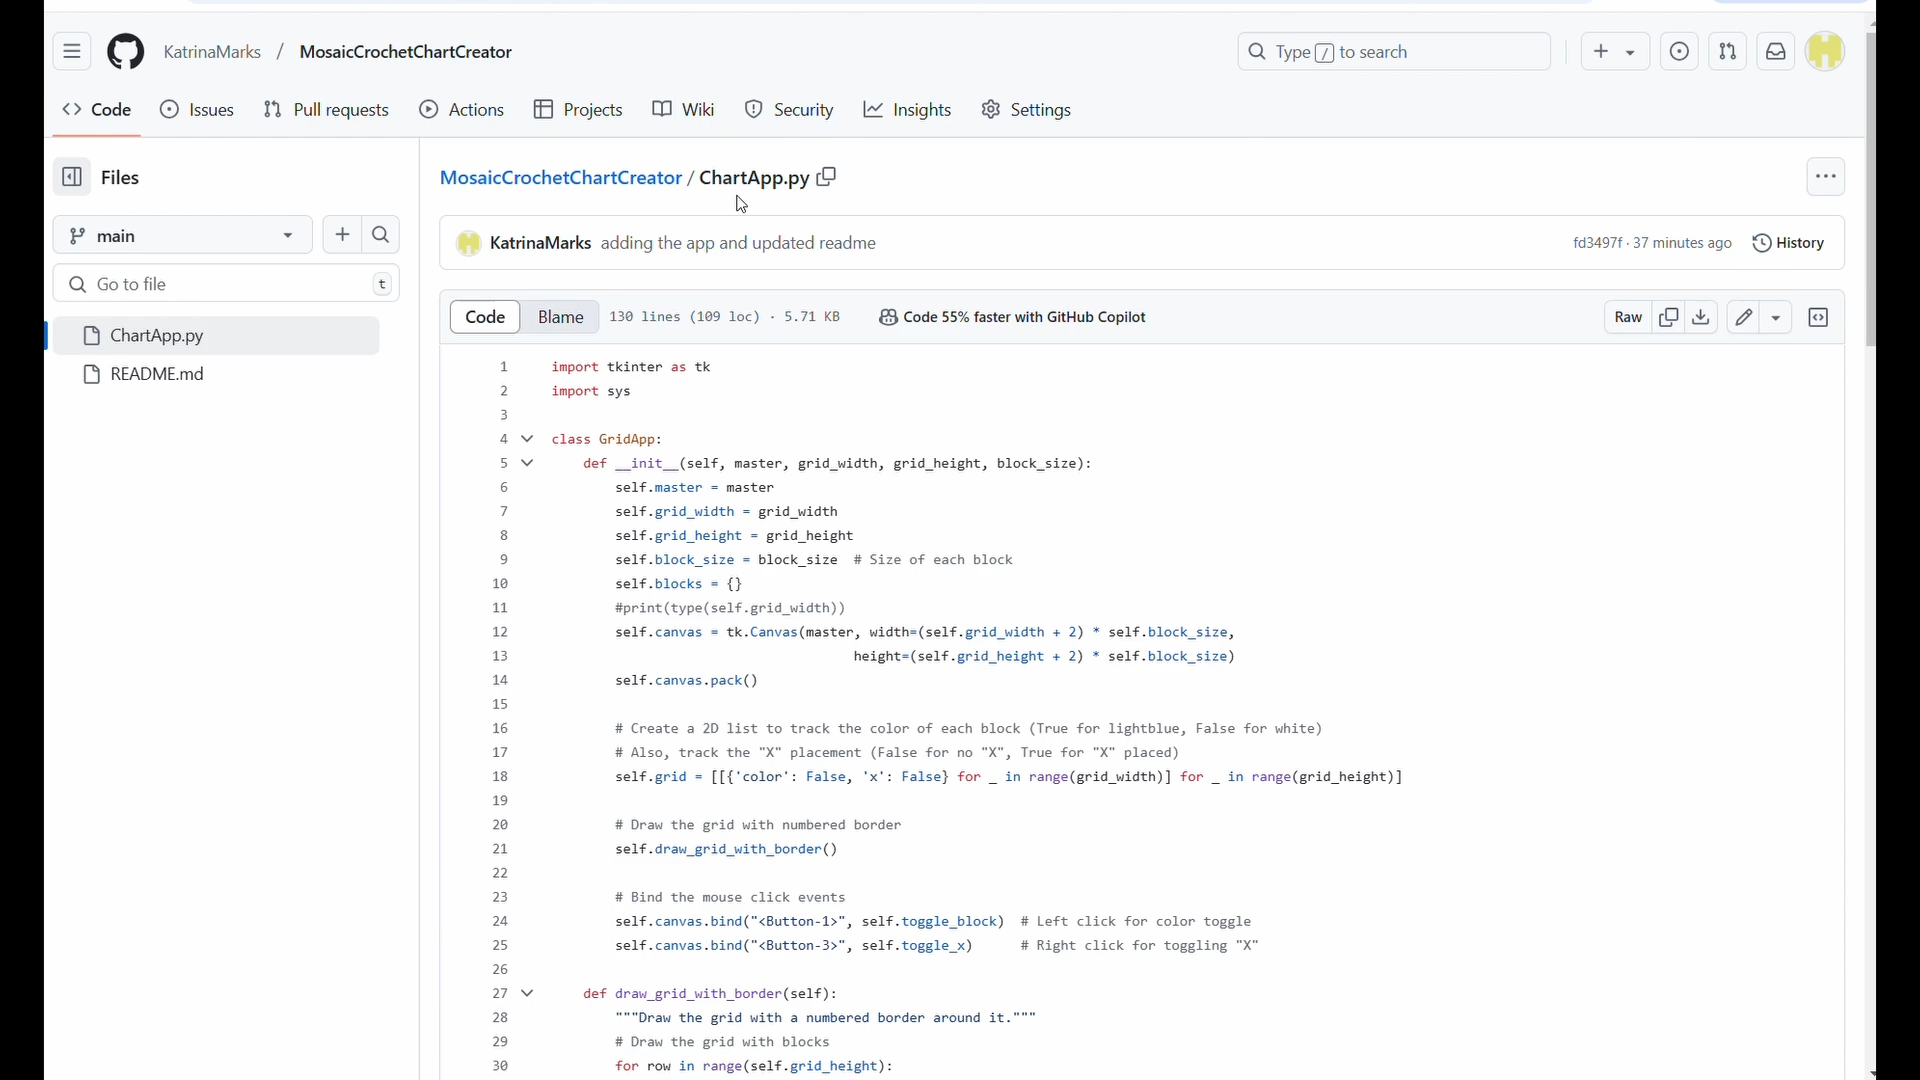 KatrinaMarks / MosaicCrochetChartCreator
Type / to search
Code Issues Pull requests Actions Projects Wiki Security Insights Settings
Files
main
Go to file t
ChartApp.py
README.md
MosaicCrochetChartCreator / ChartApp.py
KatrinaMarks adding the app and updated readme fd3497f · 37 minutes ago History
Code Blame 130 lines (109 loc) · 5.71 KB Code 55% faster with GitHub Copilot Raw
1 import tkinter as tk
2 import sys
3
4 class GridApp:
5 def __init__(self, master, grid_width, grid_height, block_size):
6 self.master = master
7 self.grid_width = grid_width
8 self.grid_height = grid_height
9 self.block_size = block_size # Size of each block
10 self.blocks = {}
11 #print(type(self.grid_width))
12 self.canvas = tk.Canvas(master, width=(self.grid_width + 2) * self.block_size,
13 height=(self.grid_height + 2) * self.block_size)
14 self.canvas.pack()
15
16 # Create a 2D list to track the color of each block (True for lightblue, False for white)
17 # Also, track the "X" placement (False for no "X", True for "X" placed)
18 self.grid = [[{'color': False, 'x': False} for _ in range(grid_width)] for _ in range(grid_height)]
19
20 # Draw the grid with numbered border
21 self.draw_grid_with_border()
22
23 # Bind the mouse click events
24 self.canvas.bind("<Button-1>", self.toggle_block) # Left click for color toggle
25 self.canvas.bind("<Button-3>", self.toggle_x) # Right click for toggling "X"
26
27 def draw_grid_with_border(self):
28 """Draw the grid with a numbered border around it."""
29 # Draw the grid with blocks
30 for row in range(self.grid_height):